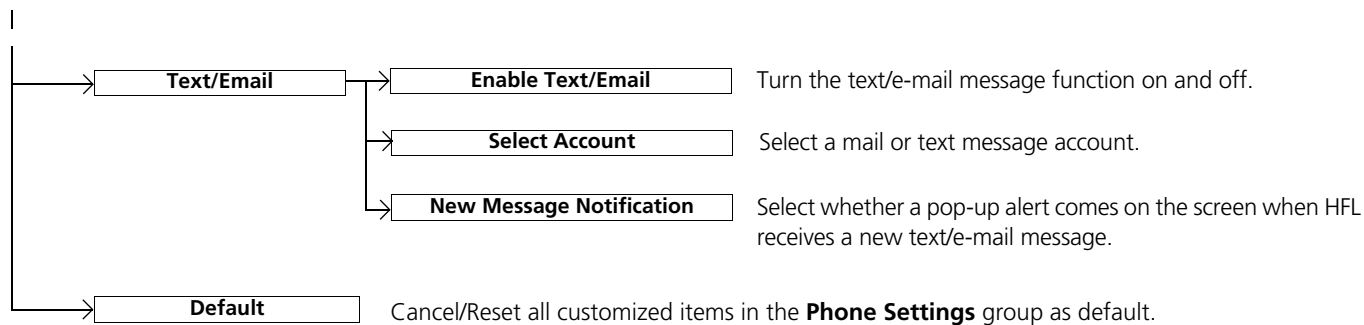 Text/Email
Enable Text/Email
Turn the text/e-mail message function on and off.
Select Account
Select a mail or text message account.
New Message Notification
Select whether a pop-up alert comes on the screen when HFL
receives a new text/e-mail message.
Default
Cancel/Reset all customized items in the Phone Settings group as default.